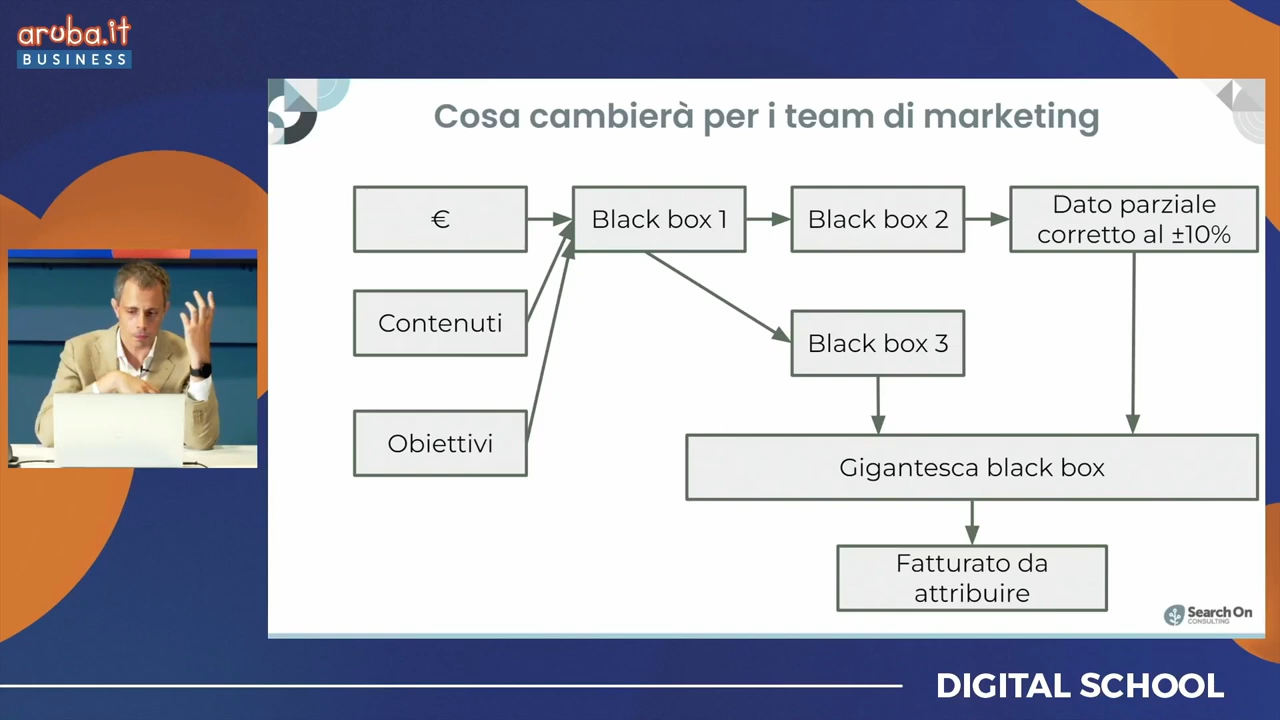 aruba.it
BUSINESS
Cosa cambierà per i team di marketing
€
Black box 1
Black box 2
Dato parziale
corretto al ±10%
Contenuti
Black box 3
Obiettivi
Gigantesca black box
Fatturato da
attribuire
Search On
CONSULTING
DIGITAL SCHOOL